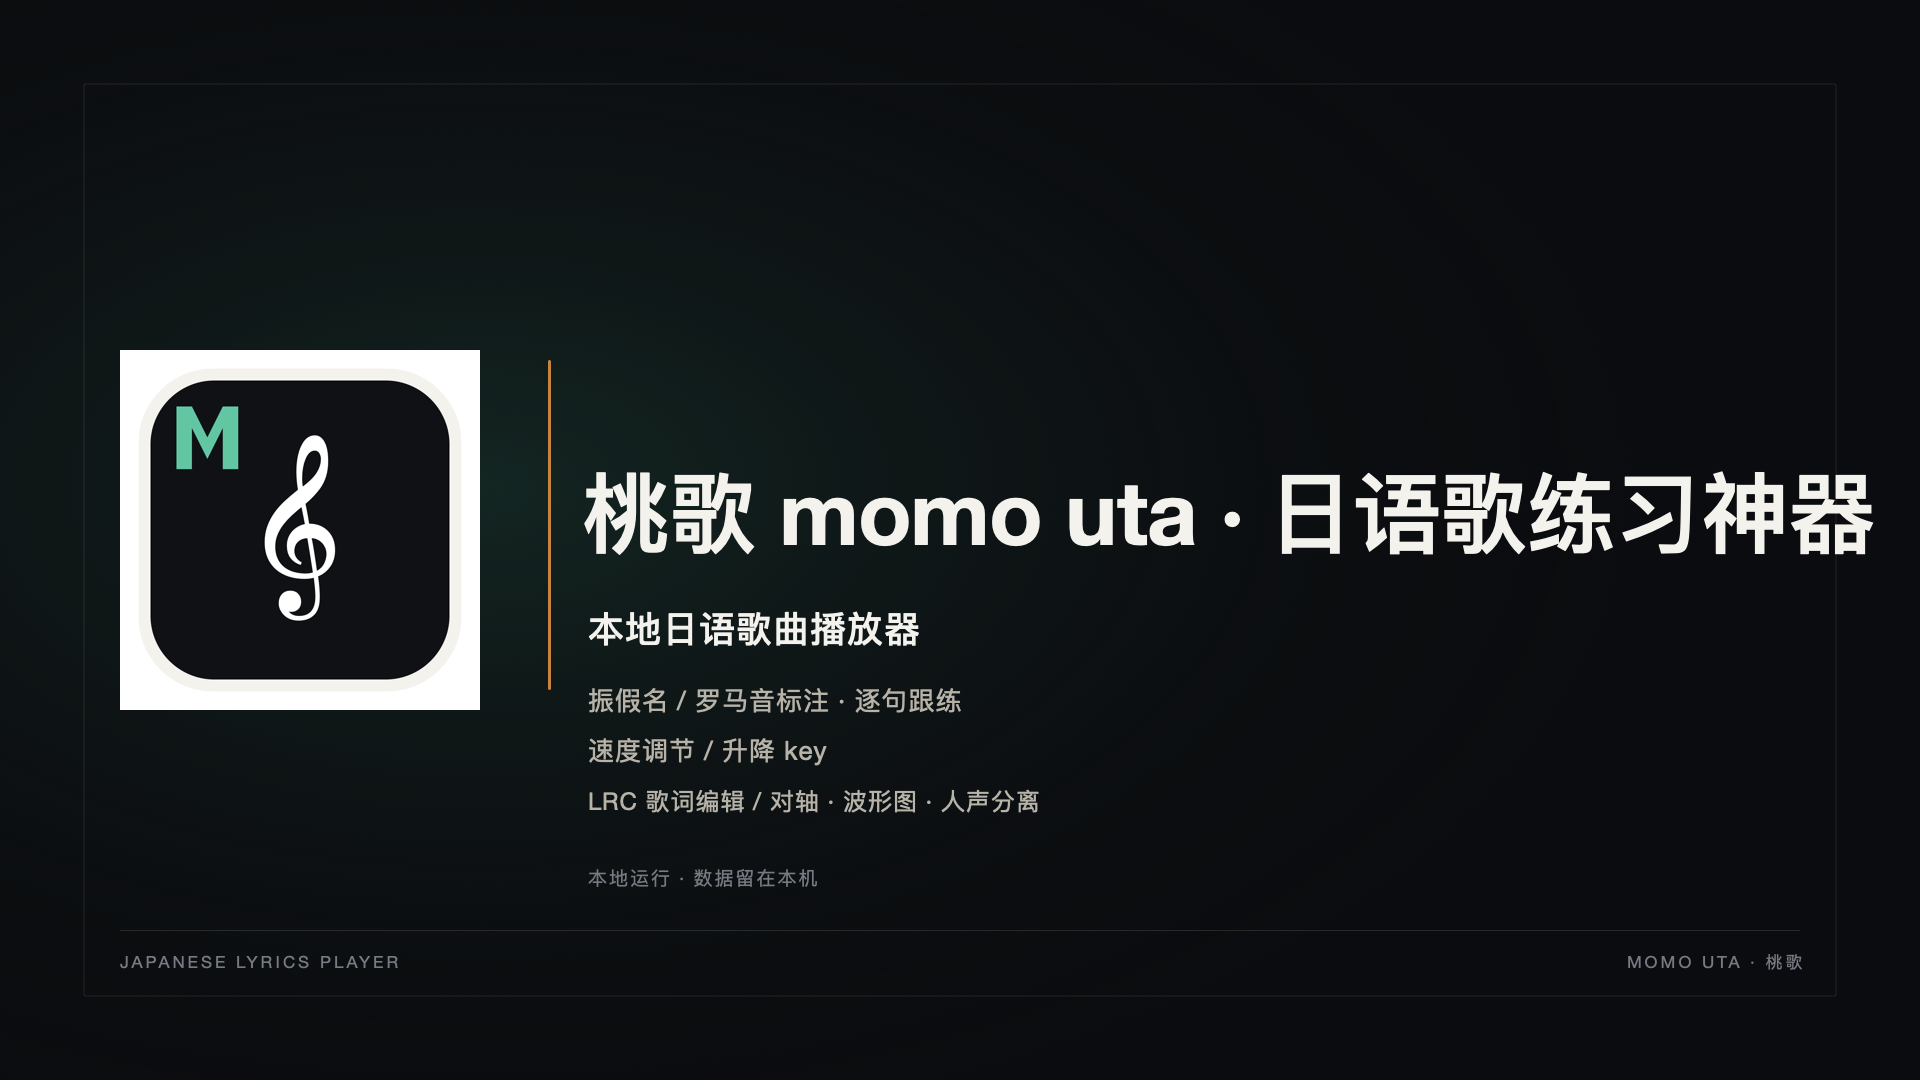 M
桃歌 momo uta · 日语歌练习神器
本地日语歌曲播放器
振假名 / 罗马音标注 · 逐句跟练
速度调节 / 升降 key
LRC 歌词编辑 / 对轴 · 波形图 · 人声分离
本地运行 · 数据留在本机
JAPANESE LYRICS PLAYER
MOMO UTA · 桃歌